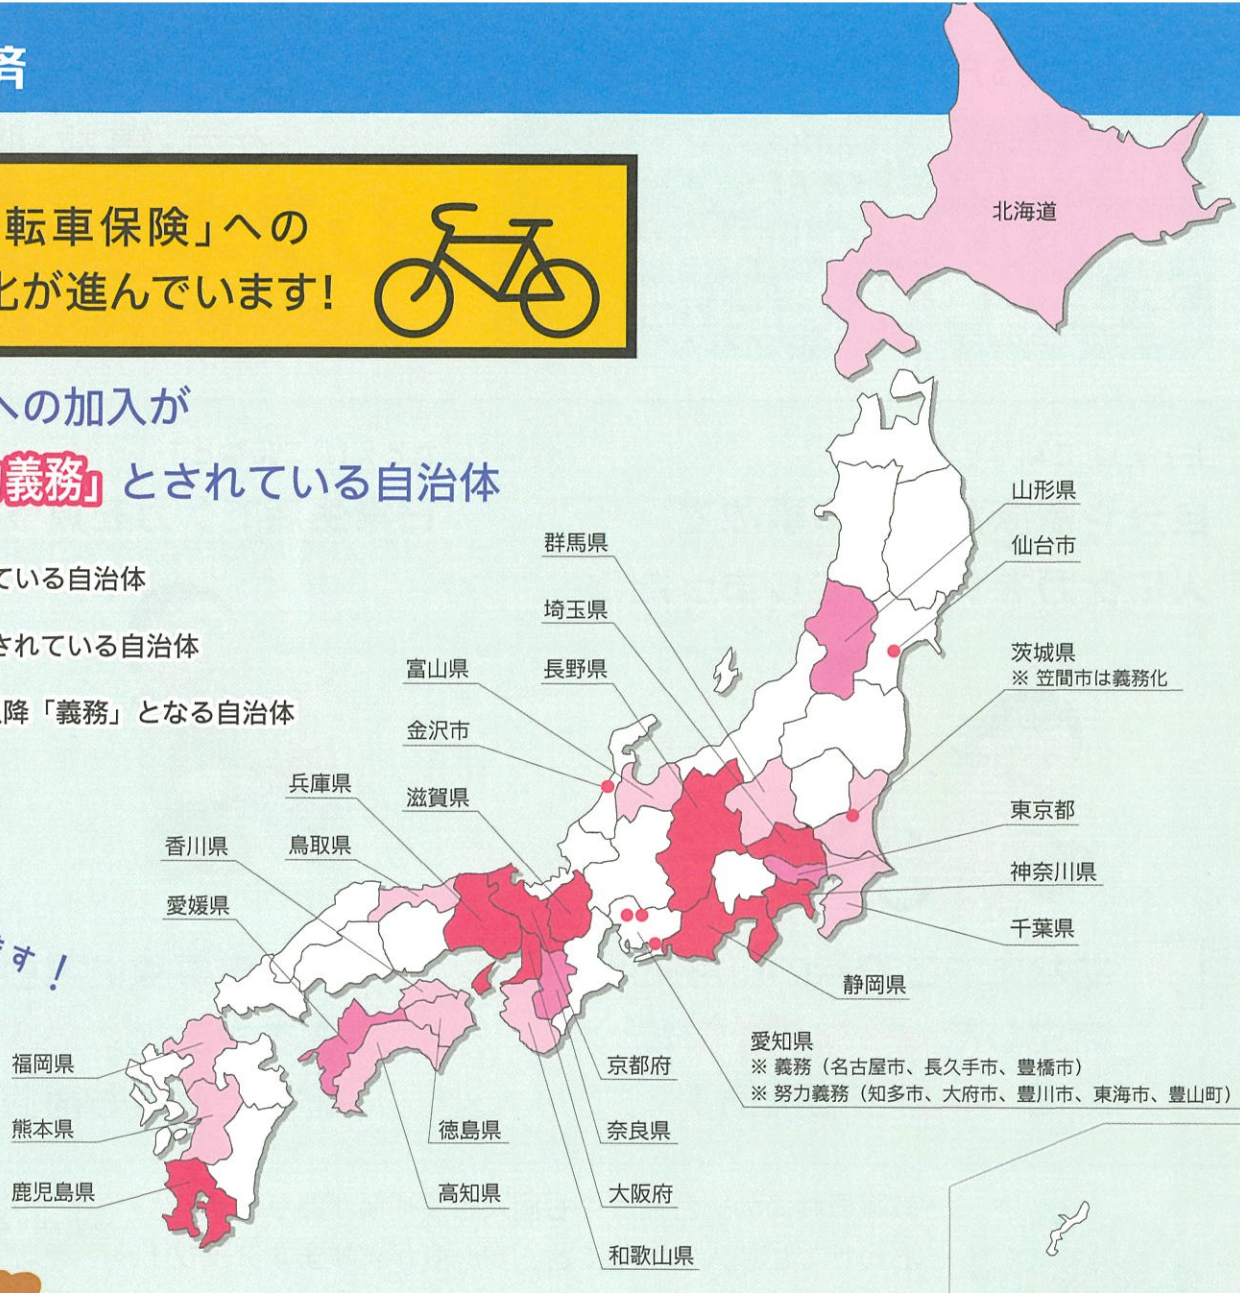 済
転車保険」への
化が進んでいます!
への加入が
義務」とされている自治体
ている自治体
されている自治体
以降「義務」となる自治体
ます!
北海道
山形県
仙台市
群馬県
埼玉県
茨城県
※ 笠間市は義務化
富山県
長野県
金沢市
兵庫県
滋賀県
東京都
香川県
鳥取県
神奈川県
愛媛県
千葉県
静岡県
愛知県
※ 義務(名古屋市、長久手市、豊橋市)
※ 努力義務(知多市、大府市、豊川市、東海市、豊山町)
福岡県
京都府
熊本県
徳島県
奈良県
鹿児島県
高知県
大阪府
和歌山県